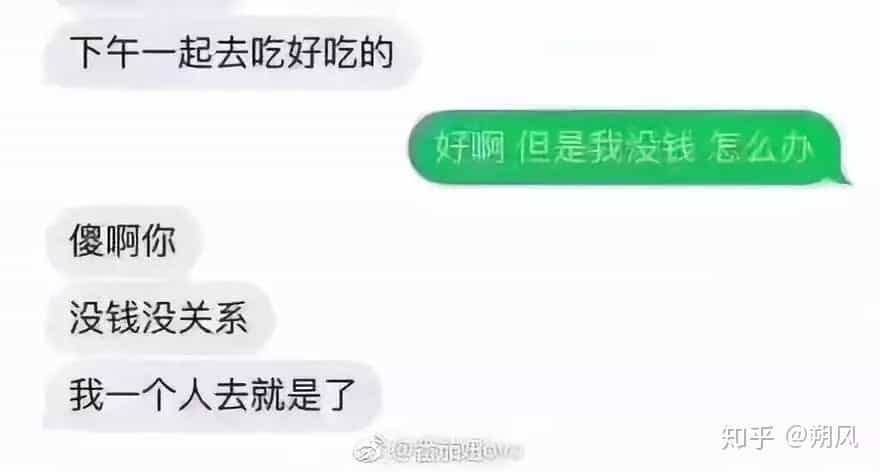 下午一起去吃好吃的
好啊 但是我没钱 怎么办
傻啊你
没钱没关系
我一个人去就是了
知乎 @朔风